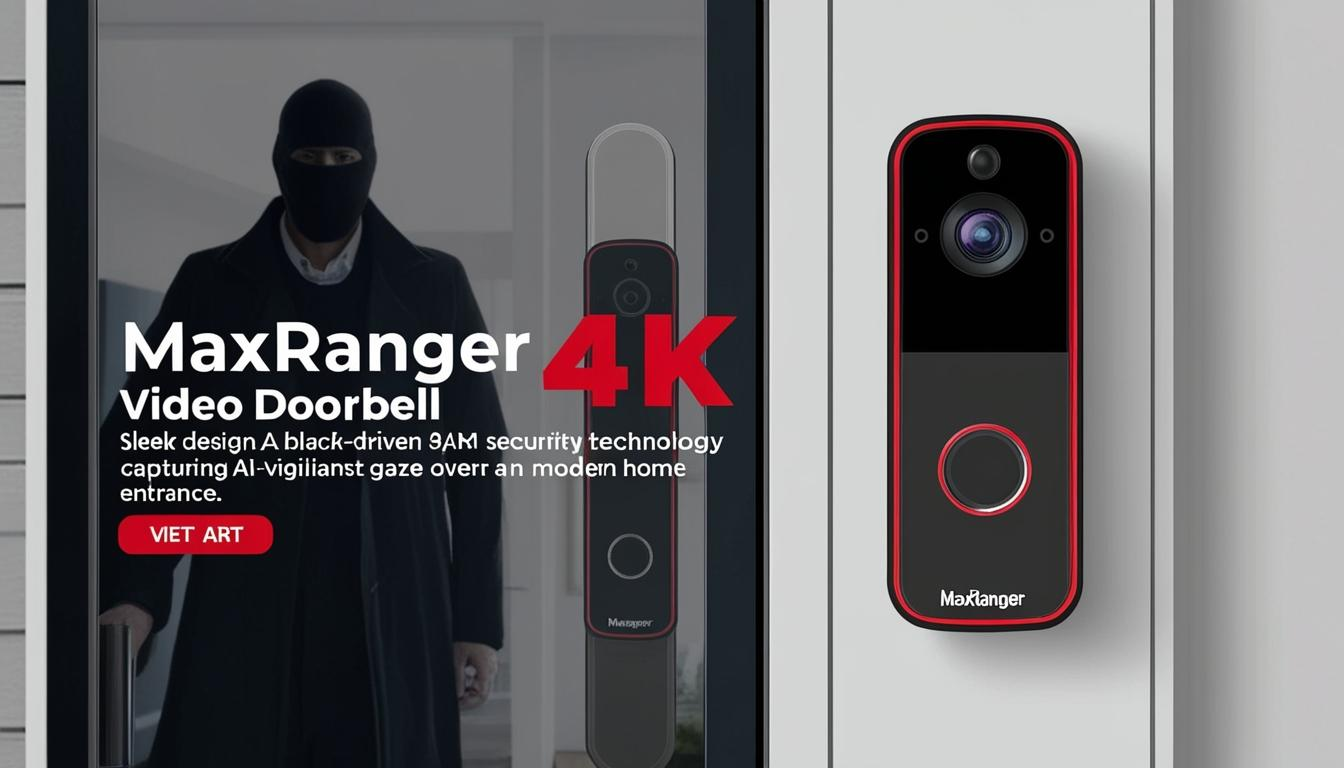 MaxRanger 4K
Video Doorbell
Sleek design A black-driven 9AM securrity technology
capturing AI-vigilianst gaze overr an modern home
entrance.
VIET ART
MaxRanger